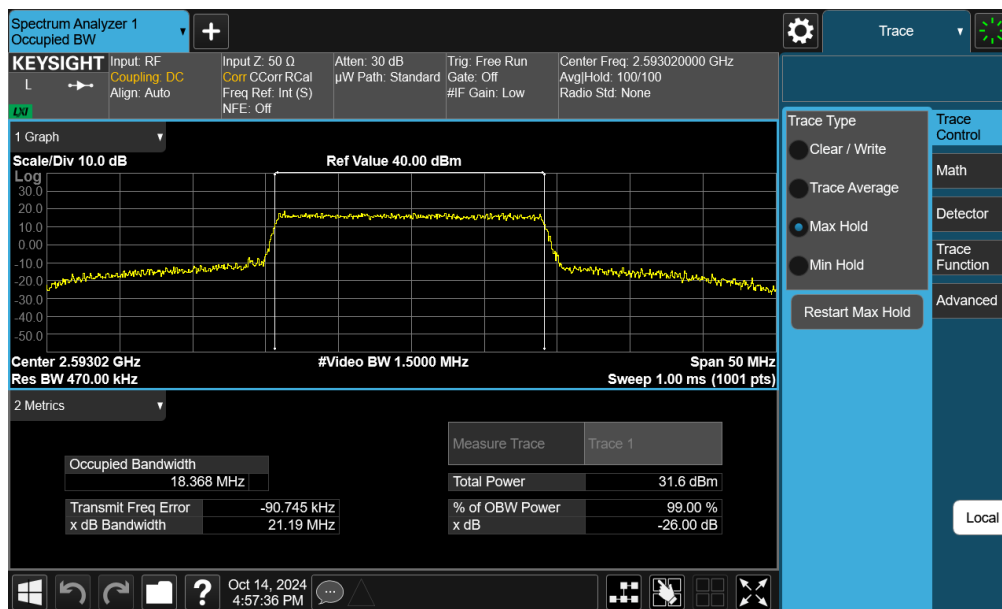 Spectrum Analyzer 1
Occupied BW
Trace
KEYSIGHT
L
LXI
Input: RF
Coupling: DC
Align: Auto
Input Z: 50 Ω
Corr CCorr RCal
Freq Ref: Int (S)
NFE: Off
Atten: 30 dB
µW Path: Standard
Trig: Free Run
Gate: Off
#IF Gain: Low
Center Freq: 2.593020000 GHz
Avg|Hold: 100/100
Radio Std: None
1 Graph
Scale/Div 10.0 dB
Ref Value 40.00 dBm
Log
30.0
20.0
10.0
0.00
-10.0
-20.0
-30.0
-40.0
-50.0
Center 2.59302 GHz
#Video BW 1.5000 MHz
Span 50 MHz
Res BW 470.00 kHz
Sweep 1.00 ms (1001 pts)
2 Metrics
Measure Trace
Trace 1
Occupied Bandwidth
18.368 MHz
Total Power
31.6 dBm
Transmit Freq Error
-90.745 kHz
% of OBW Power
99.00 %
x dB Bandwidth
21.19 MHz
x dB
-26.00 dB
Trace Type
Clear / Write
Trace Average
Max Hold
Min Hold
Restart Max Hold
Trace
Control
Math
Detector
Trace
Function
Advanced
Local
?
Oct 14, 2024
4:57:36 PM